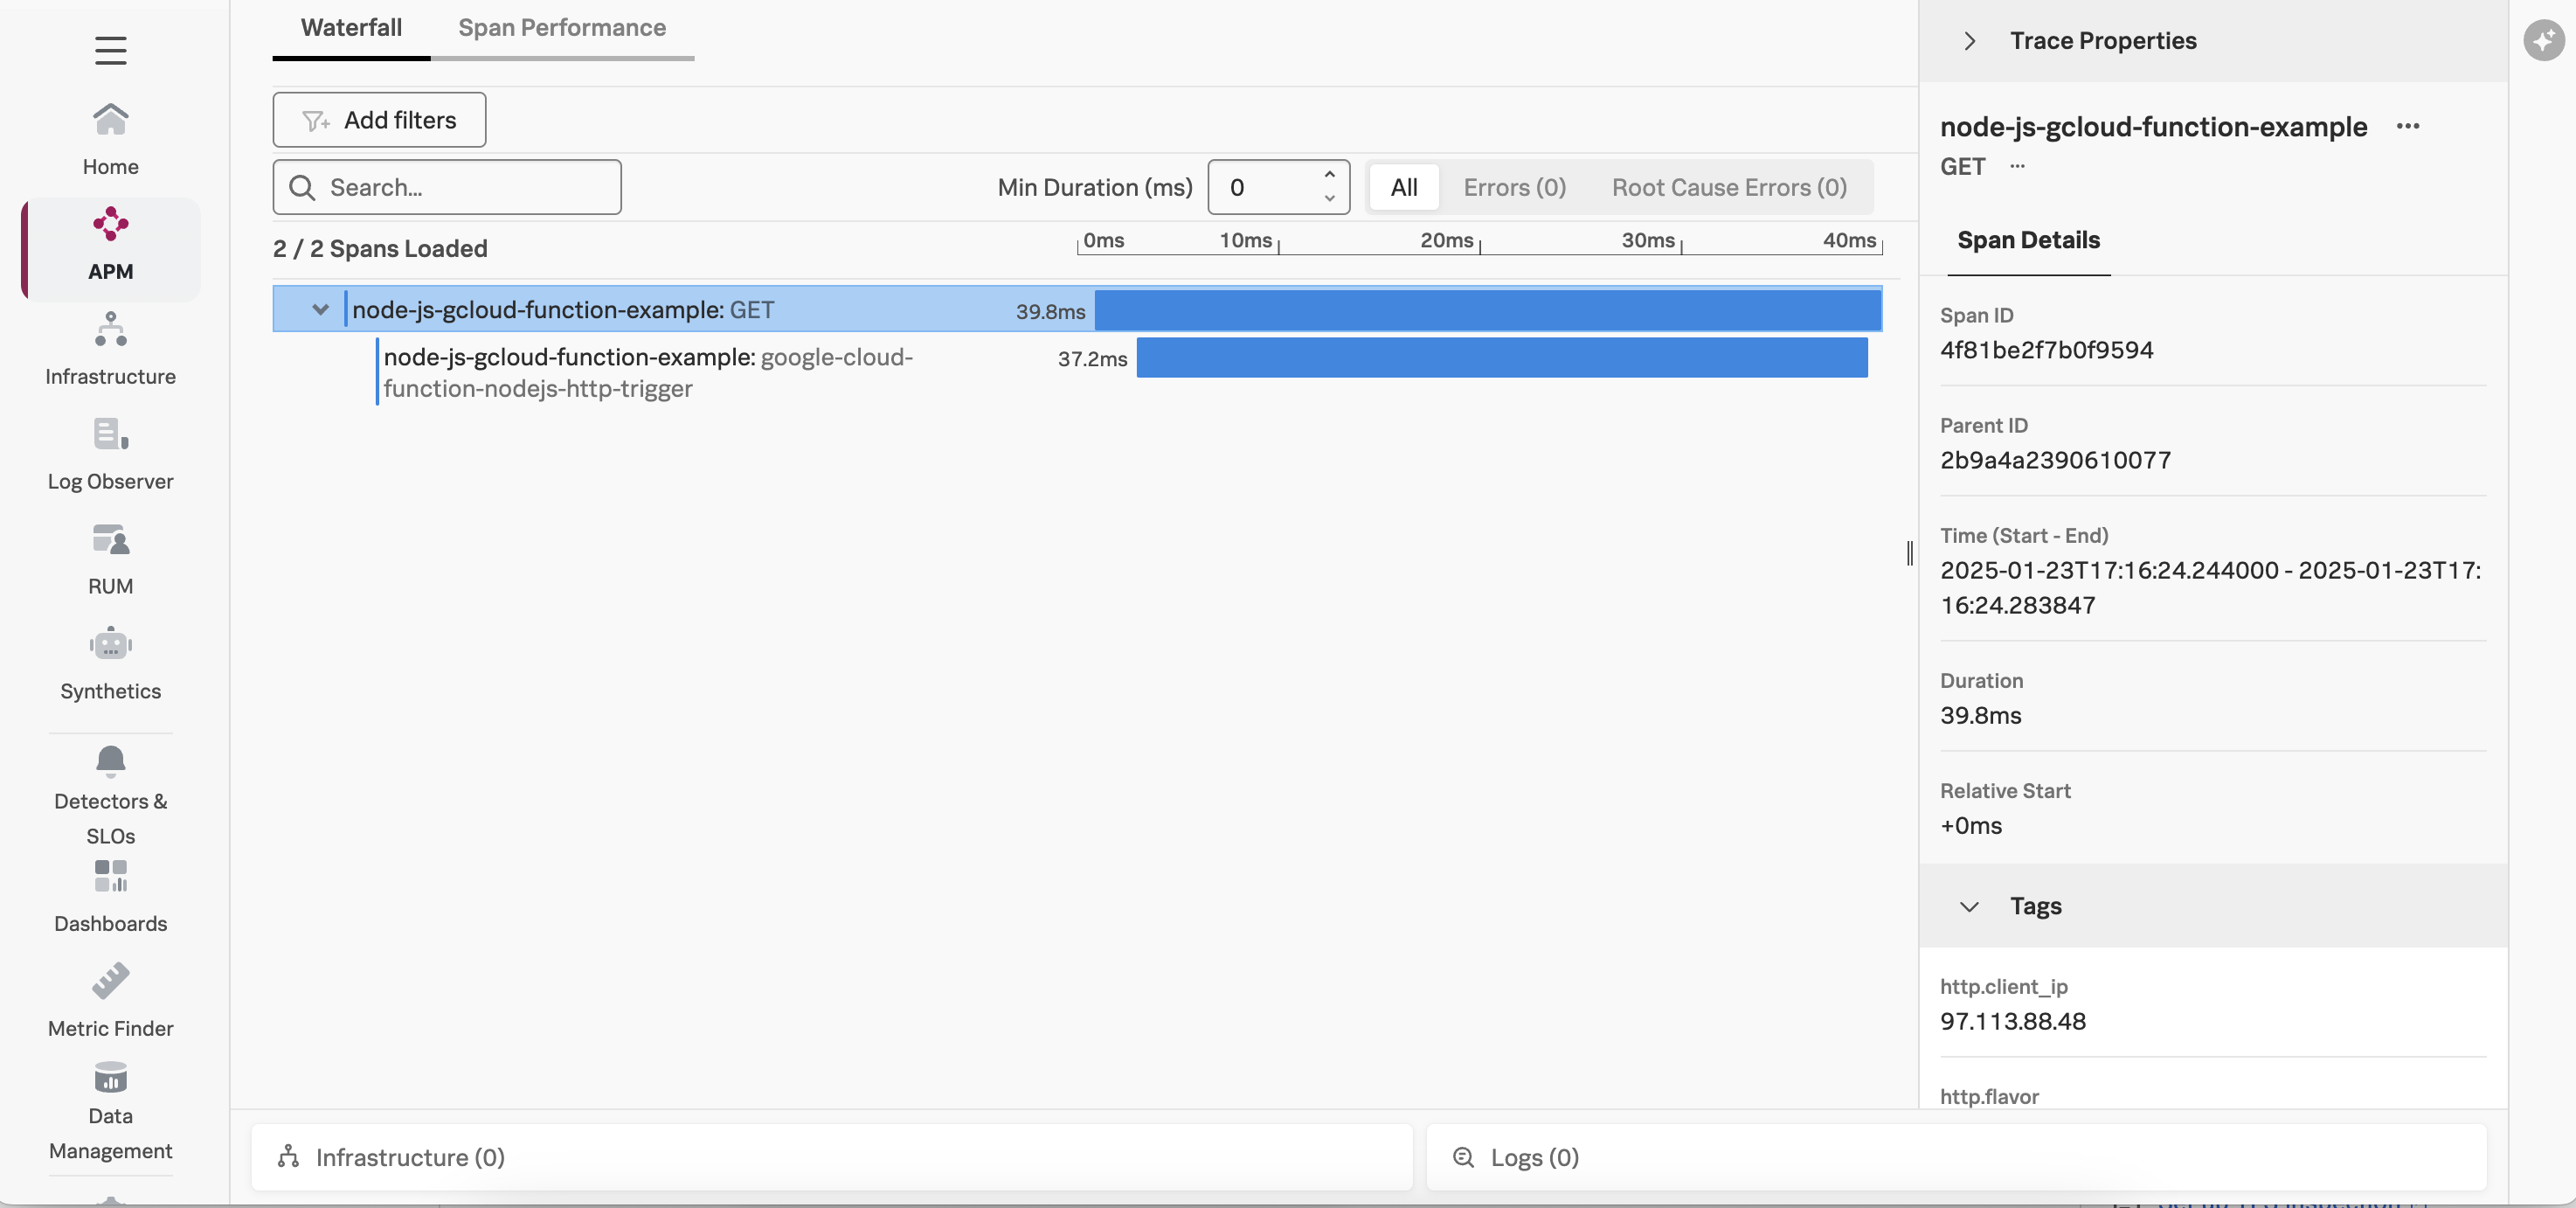 Home
APM
Infrastructure
Log Observer
RUM
Synthetics
Detectors &
SLOs
Dashboards
Metric Finder
Data
Management
Waterfall
Span Performance
Add filters
Search...
Min Duration (ms)
0
All
Errors (0)
Root Cause Errors (0)
2 / 2 Spans Loaded
0ms
10ms
20ms
30ms
40ms
node-js-gcloud-function-example: GET
39.8ms
node-js-gcloud-function-example: google-cloud-
function-nodejs-http-trigger
37.2ms
Infrastructure (0)
Logs (0)
Trace Properties
node-js-gcloud-function-example ...
GET ...
Span Details
Span ID
4f81be2f7b0f9594
Parent ID
2b9a4a2390610077
Time (Start - End)
2025-01-23T17:16:24.244000 - 2025-01-23T17:
16:24.283847
Duration
39.8ms
Relative Start
+0ms
Tags
http.client_ip
97.113.88.48
http.flavor